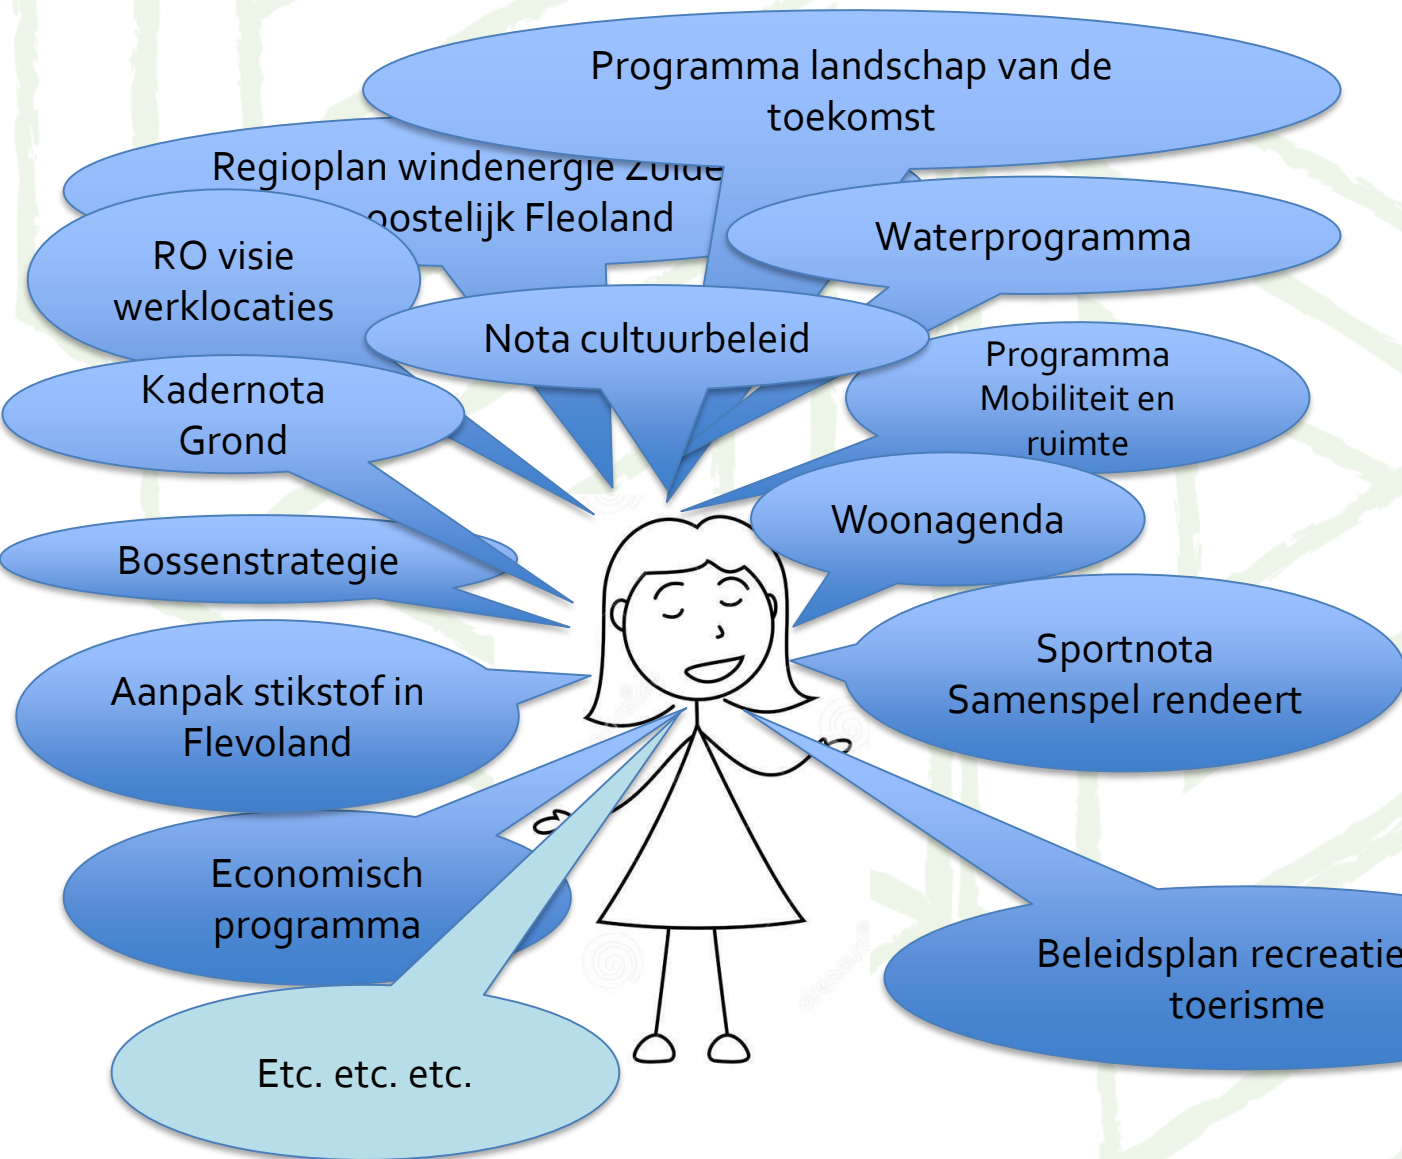 Programma landschap van de
toekomst
Regioplan windenergie Zuide
oostelijk Fleoland
Waterprogramma
RO visie
werklocaties
Nota cultuurbeleid
Programma
Mobiliteit en
ruimte
Kadernota
Grond
Woonagenda
Bossenstrategie
Sportnota
Samenspel rendeert
Aanpak stikstof in
Flevoland
Economisch
programma
Beleidsplan recreatie
toerisme
Etc. etc. etc.